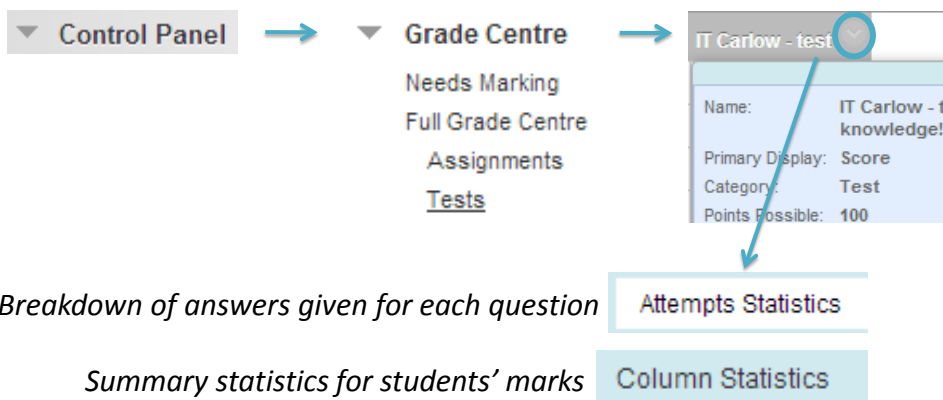 Control Panel
Grade Centre
Needs Marking
Full Grade Centre
Assignments
Tests
IT Carlow - test
Name: IT Carlow - t
knowledge!
Primary Display: Score
Category: Test
Points Possible: 100
Breakdown of answers given for each question
Attempts Statistics
Summary statistics for students’ marks
Column Statistics